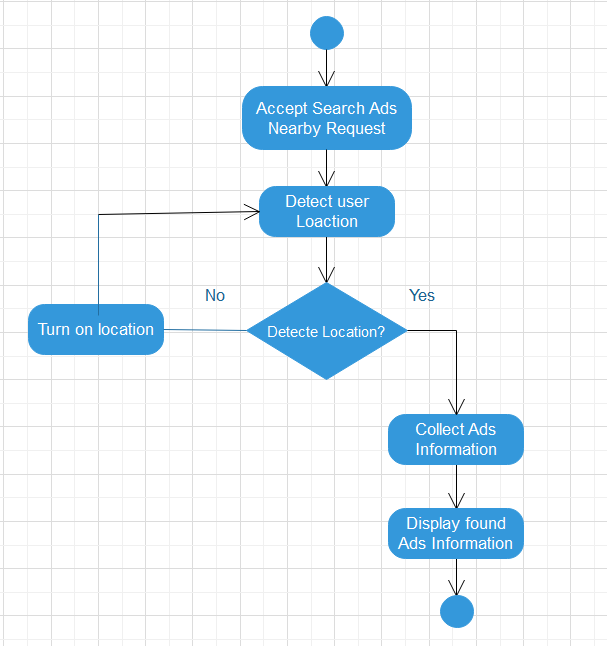 Accept Search Ads
Nearby Request
Detect user
Loaction
No
Yes
Turn on location
Detecte Location?
Collect Ads
Information
Display found
Ads Information